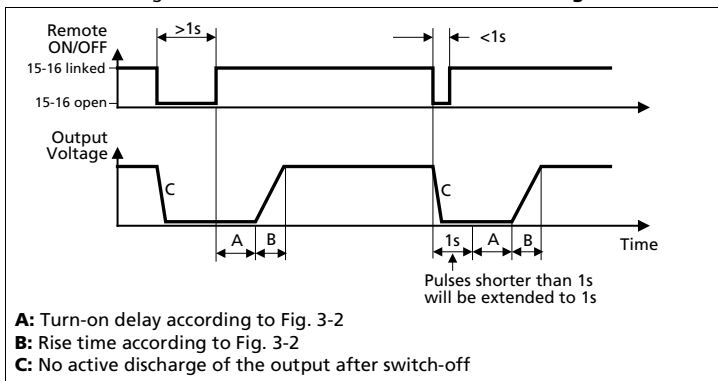 Remote
ON/OFF
>1s
<1s
15-16 linked
15-16 open
Output
Voltage
C
C
A
B
1s
A
B
Time
Pulses shorter than 1s
will be extended to 1s
A: Turn-on delay according to Fig. 3-2
B: Rise time according to Fig. 3-2
C: No active discharge of the output after switch-off